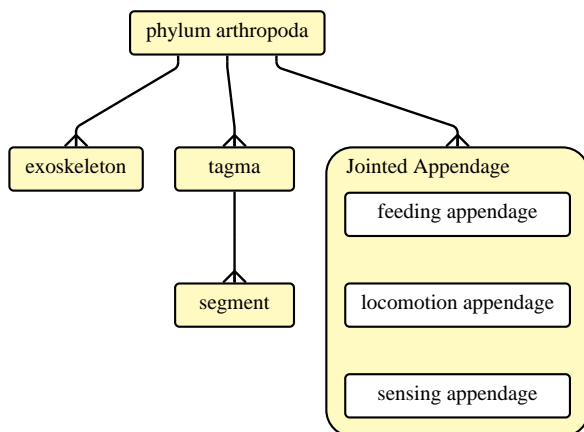 phylum arthropoda
exoskeleton
tagma
Jointed Appendage
feeding appendage
segment
locomotion appendage
sensing appendage